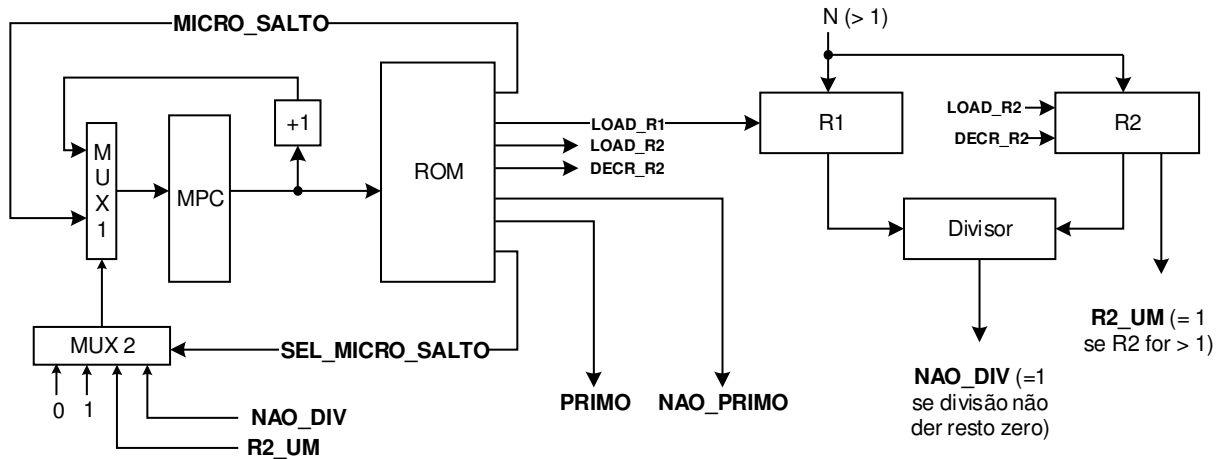 MICRO_SALTO
N (> 1)
+1
MUX 1
MPC
ROM
LOAD_R1
LOAD_R2
DECR_R2
R1
LOAD_R2
DECR_R2
R2
Divisor
MUX 2
SEL_MICRO_SALTO
0
1
NAO_DIV
R2_UM
PRIMO
NAO_PRIMO
NAO_DIV (=1
se divisão não
der resto zero)
R2_UM (= 1
se R2 for > 1)